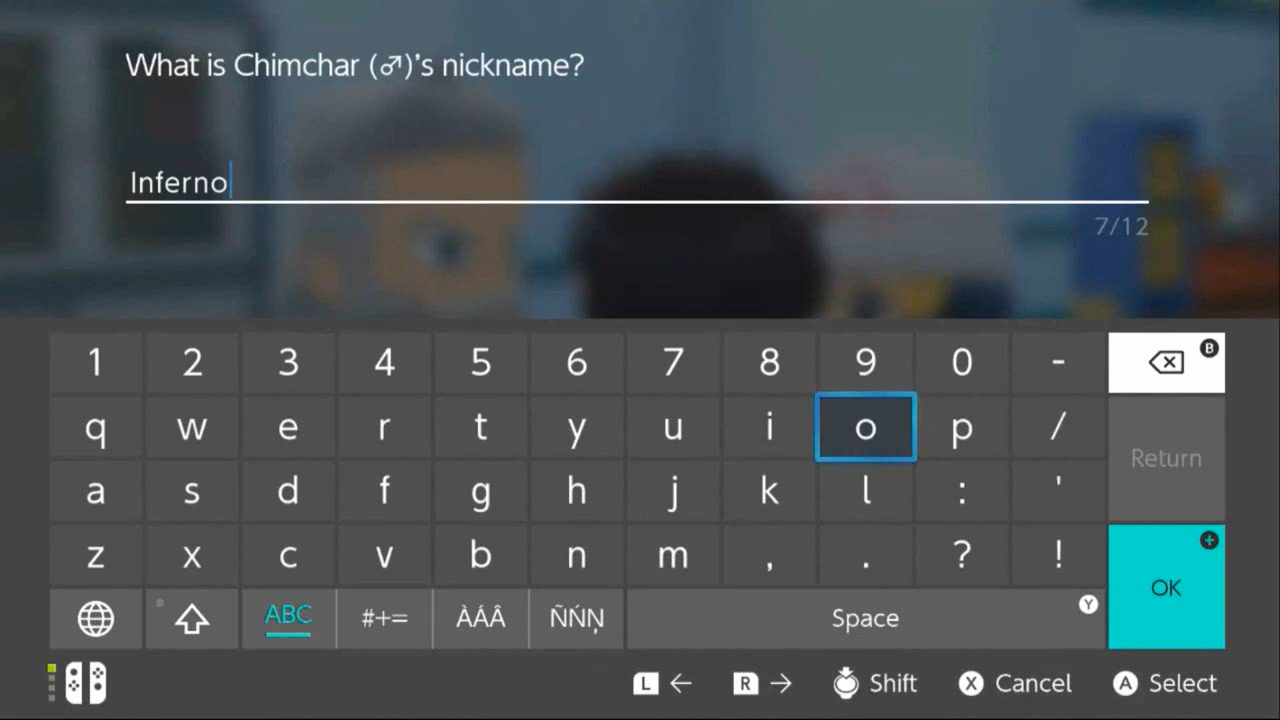 What is Chimchar (♂)'s nickname?
Inferno
7/12
1 2 3 4 5 6 7 8 9 0 - B
q w e r t y u i o p /
Return
a s d f g h j k l : '
z x c v b n m , . ? ! +
OK
ABC #+= ÀÁÂ ÑŃŅ Space Y
L ← R → Shift X Cancel A Select